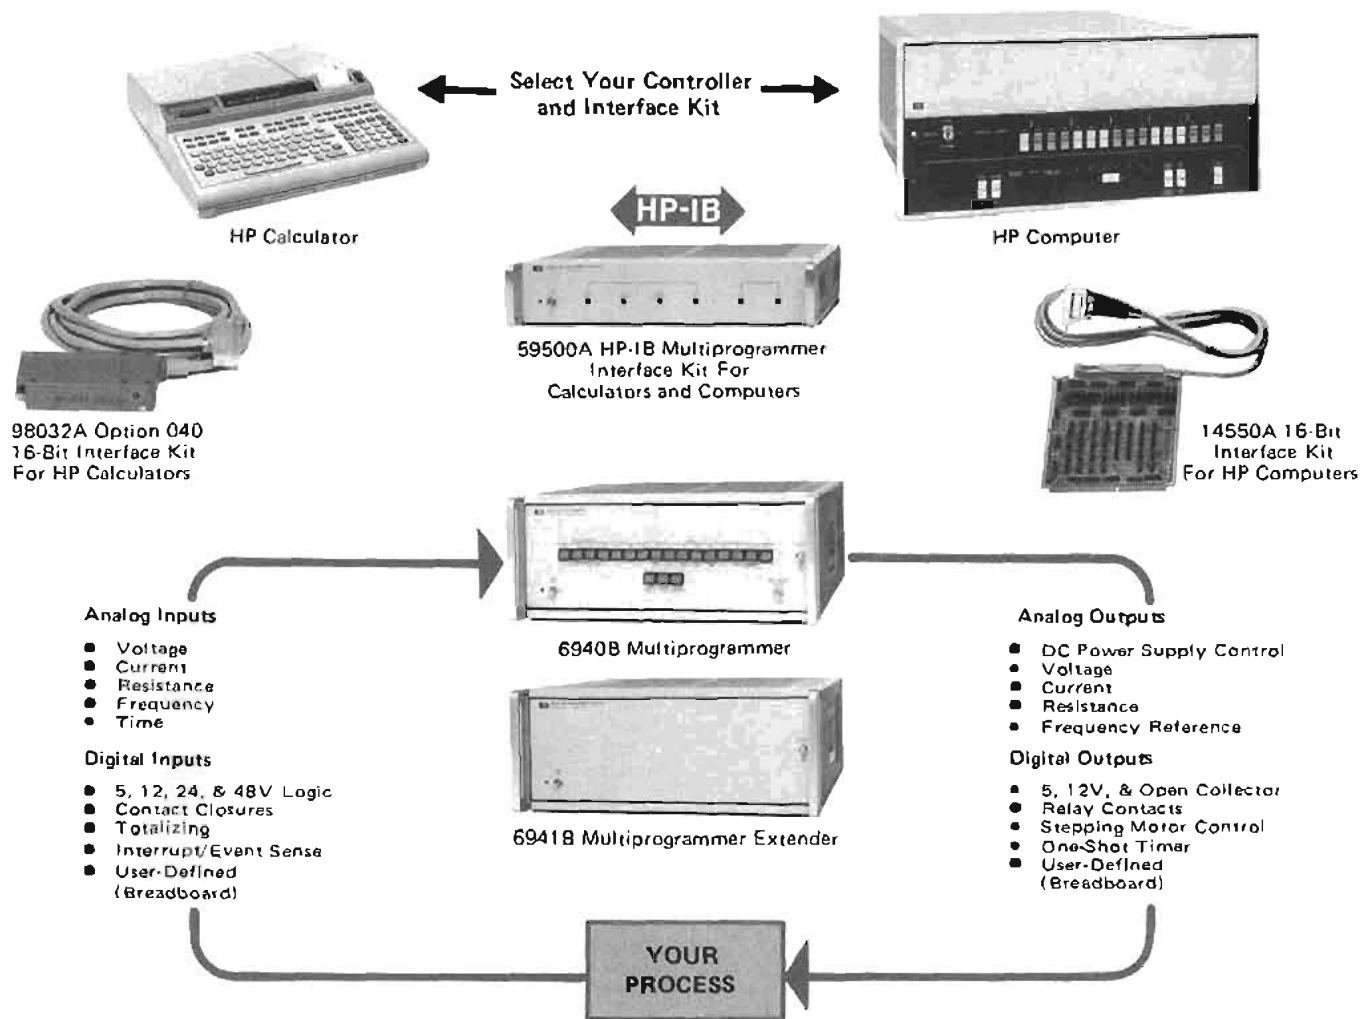 Select Your Controller
and Interface Kit
HP Calculator
HP-IB
HP Computer
59500A HP-IB Multiprogrammer
Interface Kit For
Calculators and Computers
98032A Option 040
16-Bit Interface Kit
For HP Calculators
14550A 16-Bit
Interface Kit
For HP Computers
6940B Multiprogrammer
6941B Multiprogrammer Extender
Analog Inputs
• Voltage
• Current
• Resistance
• Frequency
• Time
Digital Inputs
• 5, 12, 24, & 48V Logic
• Contact Closures
• Totalizing
• Interrupt/Event Sense
• User-Defined
(Breadboard)
Analog Outputs
• DC Power Supply Control
• Voltage
• Current
• Resistance
• Frequency Reference
Digital Outputs
• 5, 12V, & Open Collector
• Relay Contacts
• Stepping Motor Control
• One-Shot Timer
• User-Defined
(Breadboard)
YOUR
PROCESS